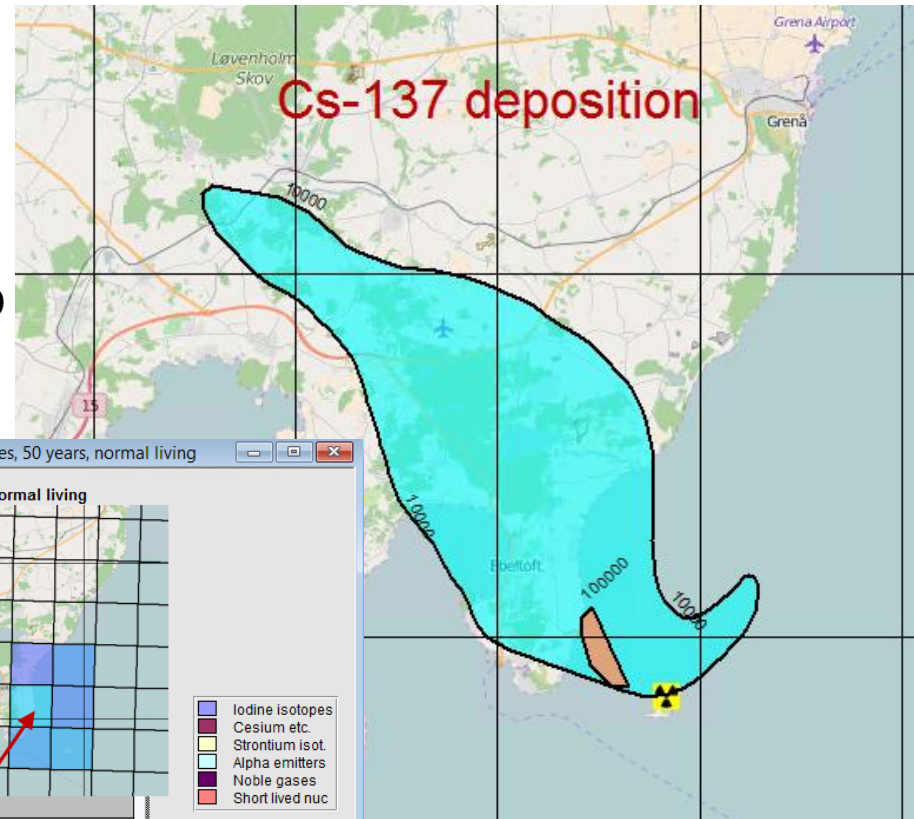 Grena Airport
Løvenholm
Skov
Cs-137 deposition
Grenå
10000
15
es, 50 years, normal living
ormal living
10000
Ebeltoft
100000
10000
Iodine isotopes
Cesium etc.
Strontium isot.
Alpha emitters
Noble gases
Short lived nuc